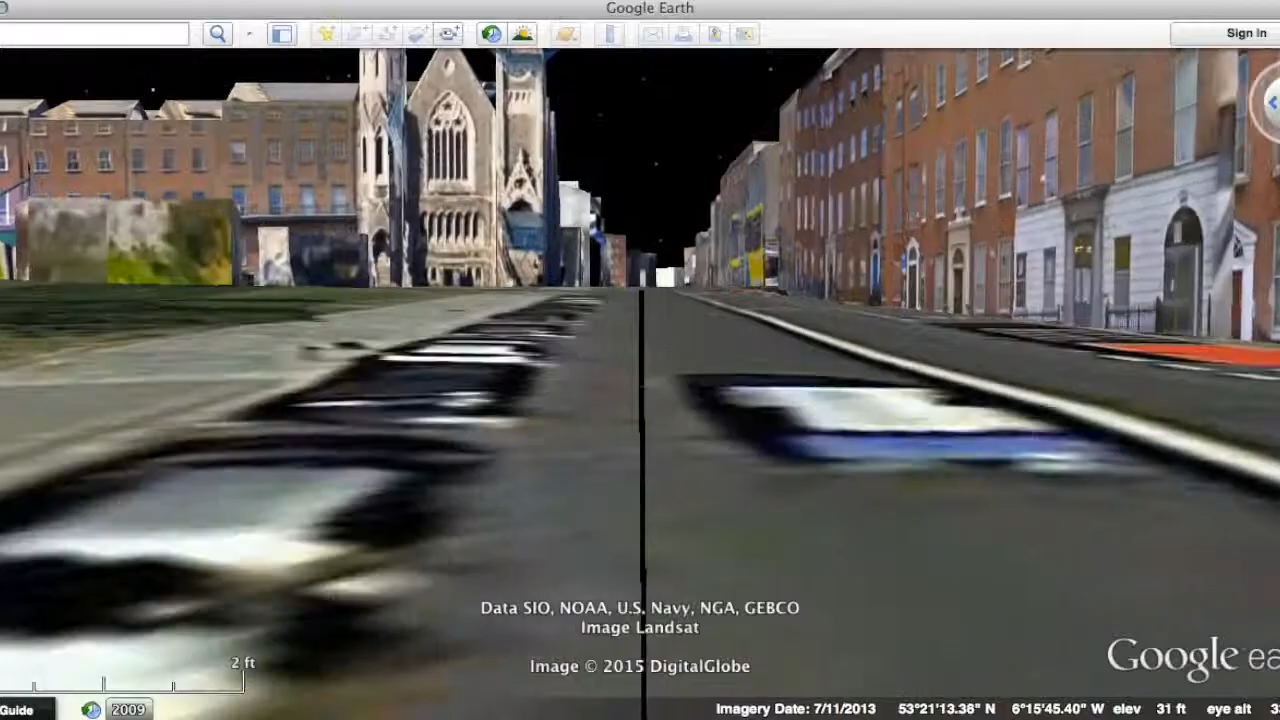 Google Earth
Sign in
Data SIO, NOAA, U.S. Navy, NGA, GEBCO
Image Landsat
Image © 2015 DigitalGlobe
Google ea
2 ft
Guide
2009
Imagery Date: 7/11/2013 53°21'13.36" N 6°15'45.40" W elev 31 ft eye alt